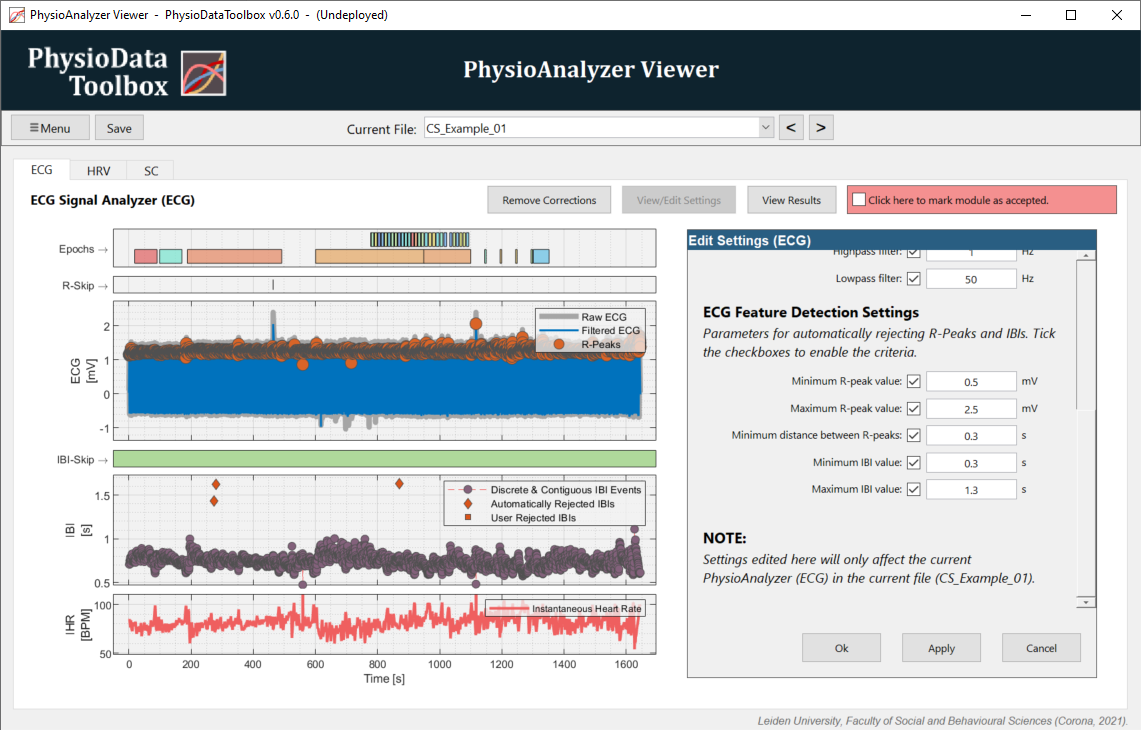 PhysioAnalyzer Viewer - PhysioDataToolbox v0.6.0 - (Undeployed)
PhysioData
Toolbox
PhysioAnalyzer Viewer
≡Menu
Save
Current File:
CS_Example_01
<
>
ECG
HRV
SC
ECG Signal Analyzer (ECG)
Remove Corrections
View/Edit Settings
View Results
Click here to mark module as accepted.
Epochs →
R-Skip →
ECG
[mV]
2
1
0
-1
Raw ECG
Filtered ECG
R-Peaks
IBI-Skip →
IBI
[s]
1.5
1
0.5
Discrete & Contiguous IBI Events
Automatically Rejected IBIs
User Rejected IBIs
IHR
[BPM]
100
50
Instantaneous Heart Rate
0
200
400
600
800
1000
1200
1400
1600
Time [s]
Edit Settings (ECG)
Highpass filter:
1
Hz
Lowpass filter:
50
Hz
ECG Feature Detection Settings
Parameters for automatically rejecting R-Peaks and IBIs. Tick
the checkboxes to enable the criteria.
Minimum R-peak value:
0.5
mV
Maximum R-peak value:
2.5
mV
Minimum distance between R-peaks:
0.3
s
Minimum IBI value:
0.3
s
Maximum IBI value:
1.3
s
NOTE:
Settings edited here will only affect the current
PhysioAnalyzer (ECG) in the current file (CS_Example_01).
Ok
Apply
Cancel
Leiden University, Faculty of Social and Behavioural Sciences (Corona, 2021).